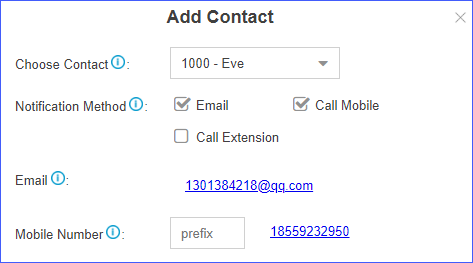 Add Contact
Choose Contact : 1000 - Eve
Notification Method : Email Call Mobile
Call Extension
Email : 1301384218@qq.com
Mobile Number : prefix 18559232950